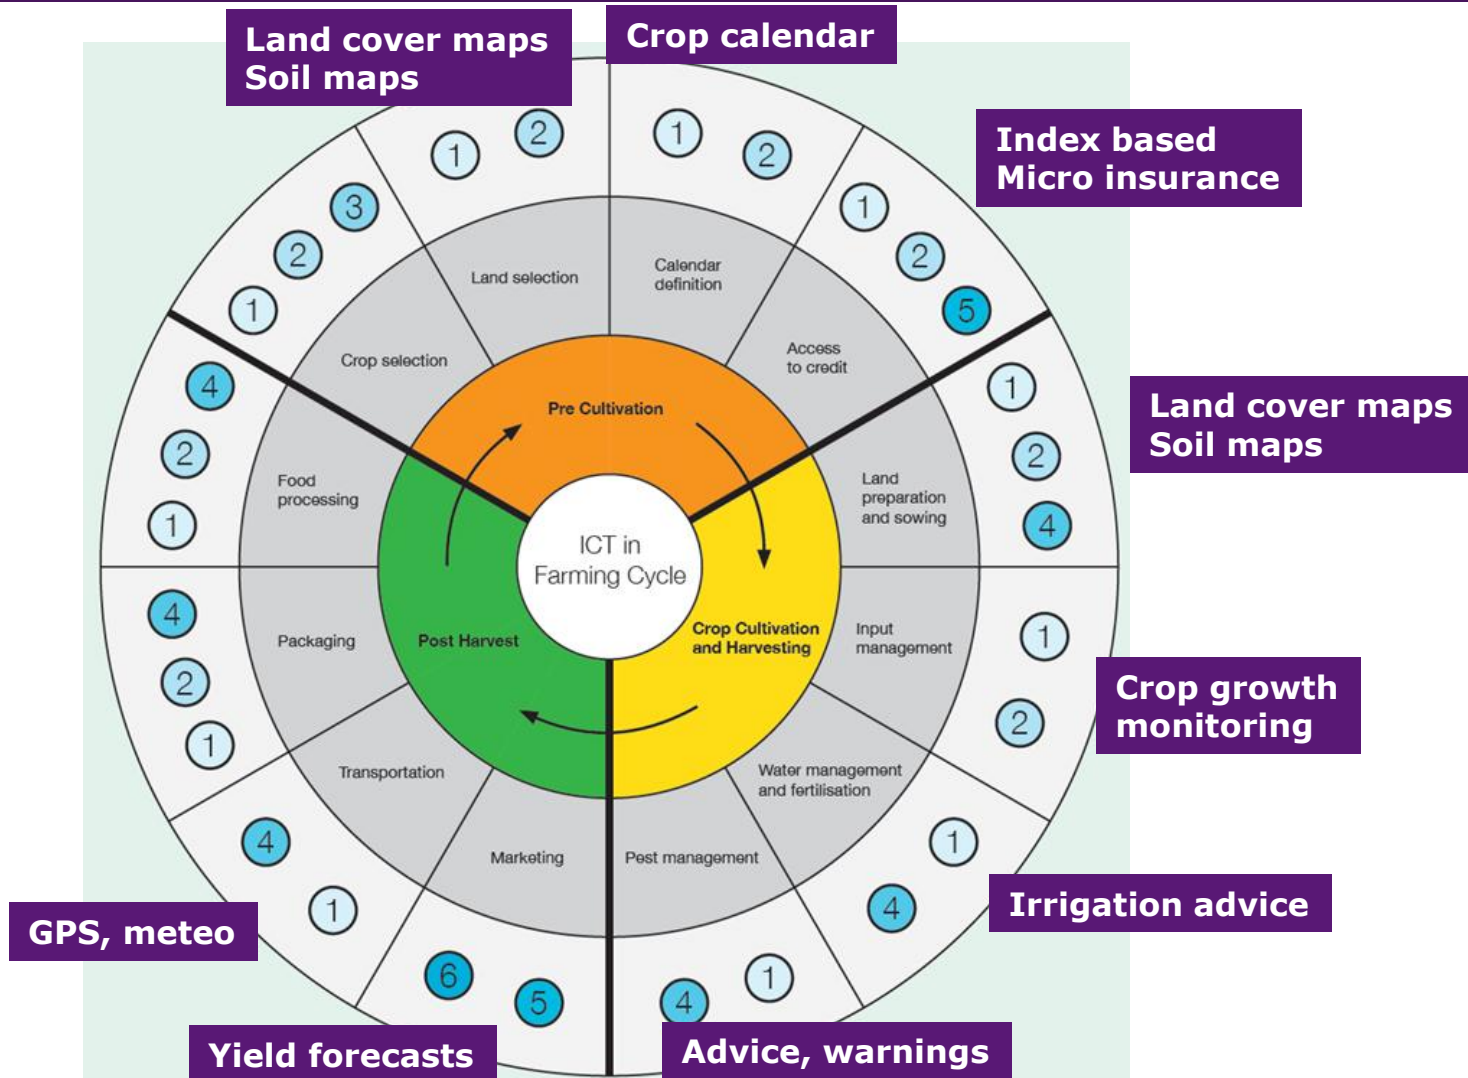 Land cover maps
Soil maps
Crop calendar
Index based
Micro insurance
Land cover maps
Soil maps
Crop growth
monitoring
Irrigation advice
Advice, warnings
Yield forecasts
GPS, meteo
1
2
1
2
1
2
5
1
2
4
1
2
1
4
1
4
5
6
1
4
1
2
4
1
2
4
1
2
3
Land selection
Calendar
definition
Access
to credit
Land
preparation
and sowing
Input
management
Water management
and fertilisation
Pest management
Marketing
Transportation
Packaging
Food
processing
Crop selection
Pre Cultivation
Crop Cultivation
and Harvesting
Post Harvest
ICT in
Farming Cycle